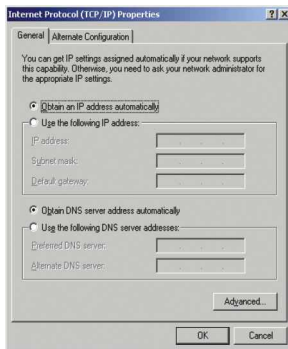 Internet Protocol (TCP/IP) Properties
General
Alternate Configuration
You can get IP settings assigned automatically if your network supports
this capability. Otherwise, you need to ask your network administrator for
the appropriate IP settings.
Obtain an IP address automatically
Use the following IP address:
IP address:
Subnet mask:
Default gateway:
Obtain DNS server address automatically
Use the following DNS server addresses:
Preferred DNS server:
Alternate DNS server:
Advanced...
OK
Cancel